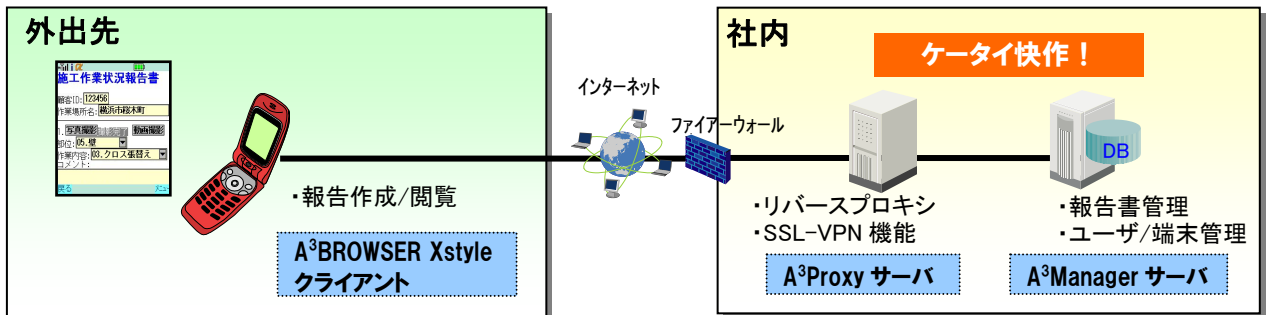 外出先
施工作業状況報告書
顧客ID: 123456
作業場所名: 横浜市桜木町
1. 写真撮影 動画撮影
部位: 05.壁
作業内容: 03.クロス張替え
コメント:
戻る メニュー
・報告作成/閲覧
A³BROWSER Xstyle
クライアント
インターネット
ファイアーウォール
社内
ケータイ快作!
・リバースプロキシ
・SSL-VPN 機能
A³Proxy サーバ
DB
・報告書管理
・ユーザ/端末管理
A³Manager サーバ